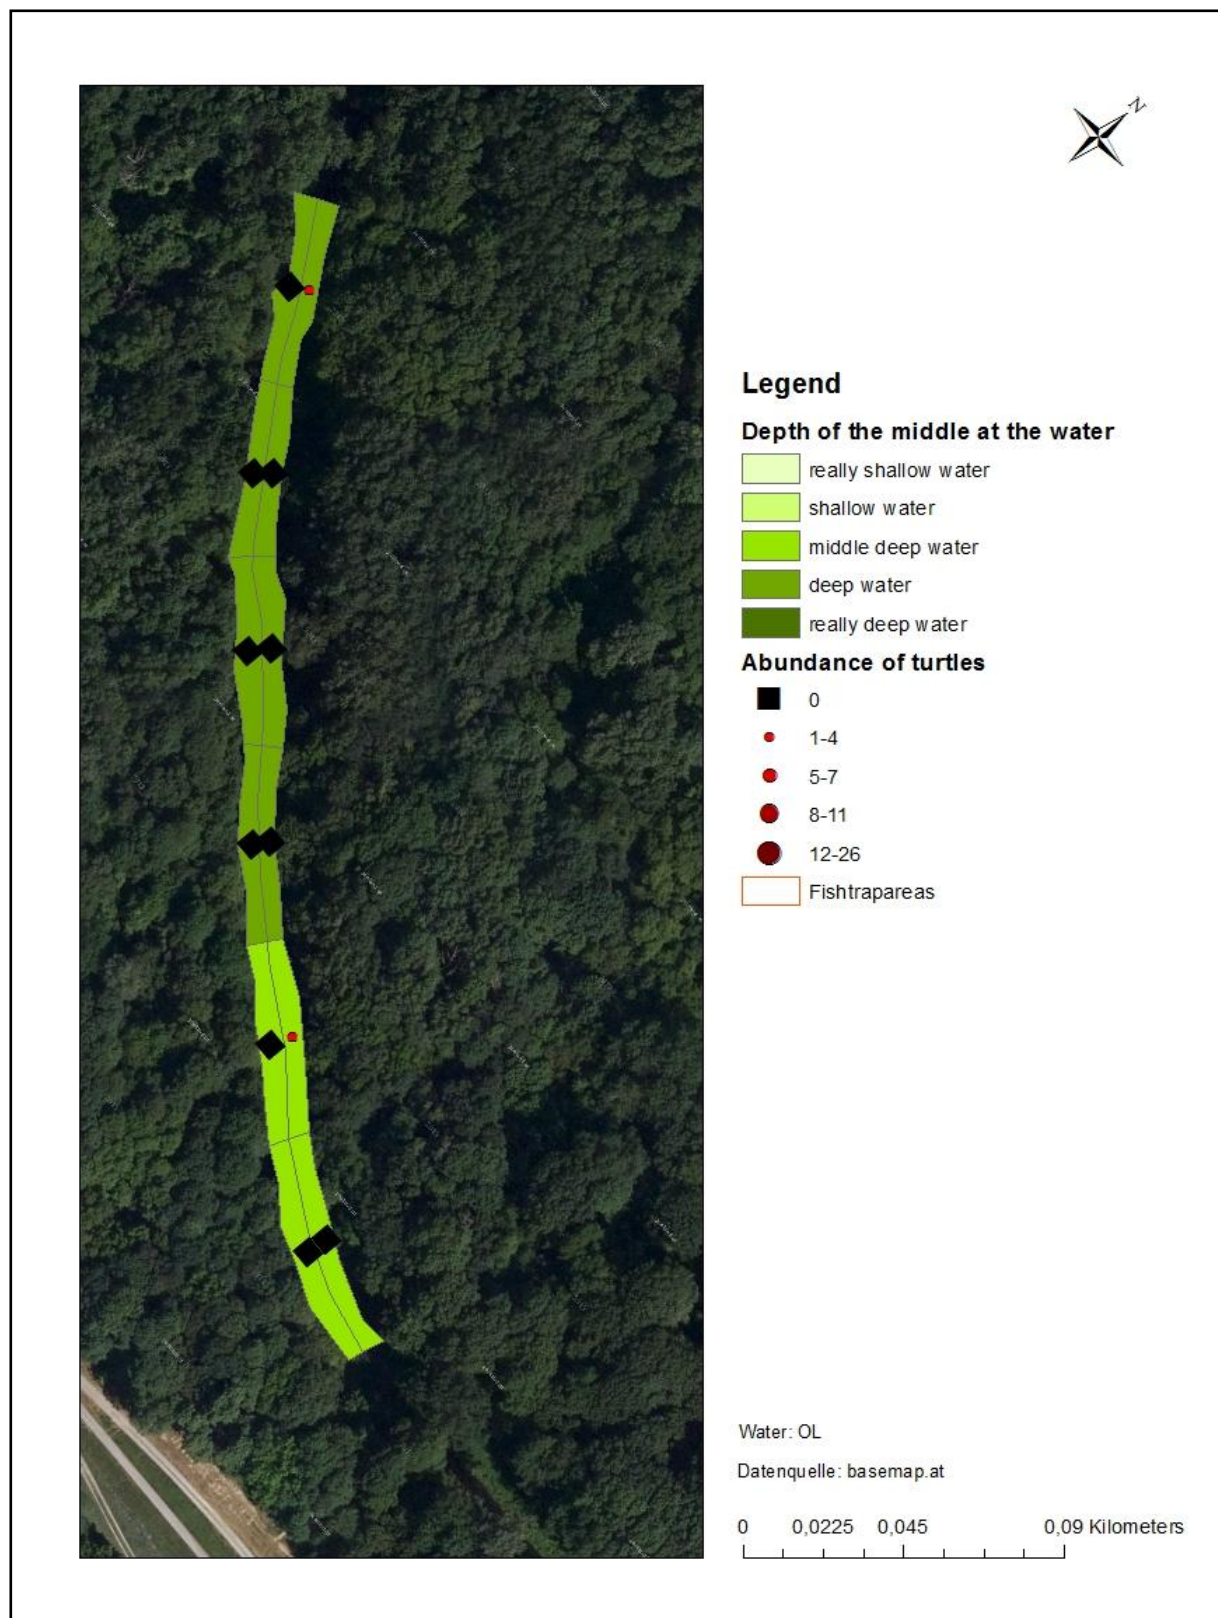 N
Legend
Depth of the middle at the water
really shallow water
shallow water
middle deep water
deep water
really deep water
Abundance of turtles
0
1-4
5-7
8-11
12-26
Fishtrapareas
Water: OL
Datenquelle: basemap.at
0 0,0225 0,045 0,09 Kilometers